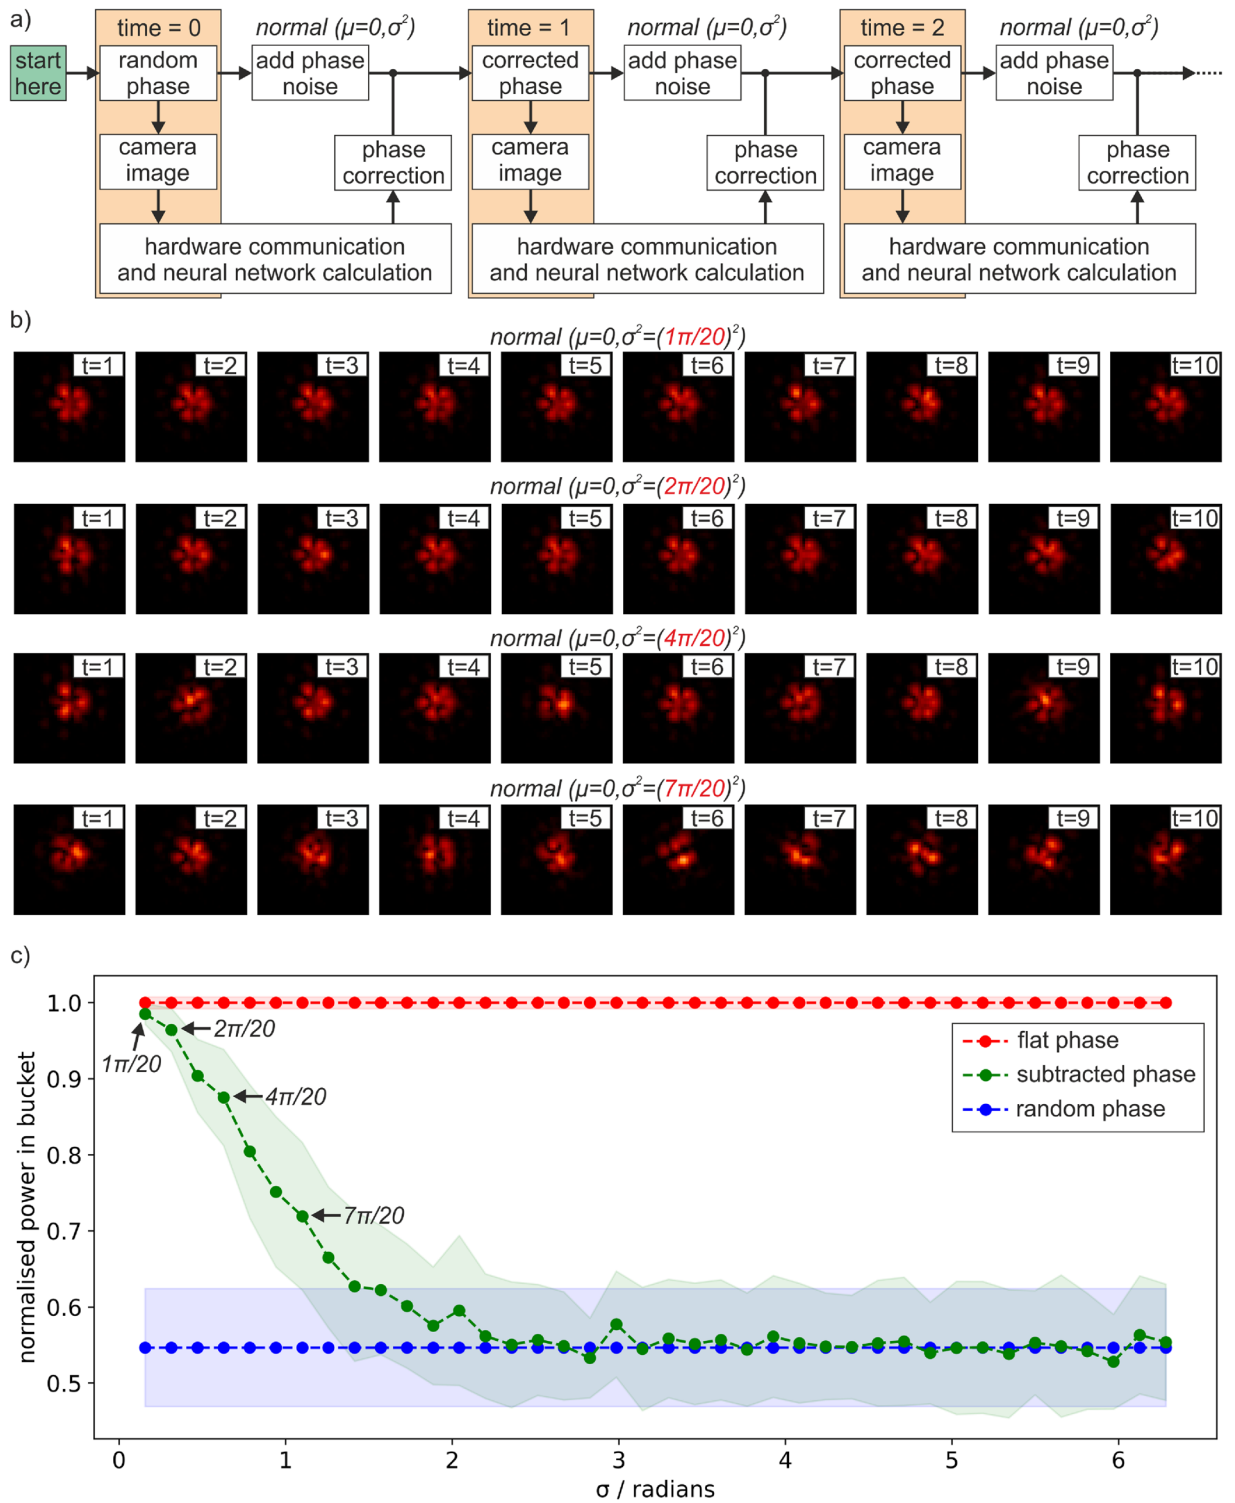 a)
time = 0
normal (μ=0,σ²)
time = 1
normal (μ=0,σ²)
time = 2
normal (μ=0,σ²)
start
here
random
phase
add phase
noise
corrected
phase
add phase
noise
corrected
phase
add phase
noise
camera
image
phase
correction
camera
image
phase
correction
camera
image
phase
correction
hardware communication
and neural network calculation
hardware communication
and neural network calculation
hardware communication
and neural network calculation
b)
normal (μ=0,σ²=(1π/20)²)
t=1 t=2 t=3 t=4 t=5 t=6 t=7 t=8 t=9 t=10
normal (μ=0,σ²=(2π/20)²)
t=1 t=2 t=3 t=4 t=5 t=6 t=7 t=8 t=9 t=10
normal (μ=0,σ²=(4π/20)²)
t=1 t=2 t=3 t=4 t=5 t=6 t=7 t=8 t=9 t=10
normal (μ=0,σ²=(7π/20)²)
t=1 t=2 t=3 t=4 t=5 t=6 t=7 t=8 t=9 t=10
c)
normalised power in bucket
1.0
0.9
0.8
0.7
0.6
0.5
1π/20
2π/20
4π/20
7π/20
flat phase
subtracted phase
random phase
0 1 2 3 4 5 6
σ / radians